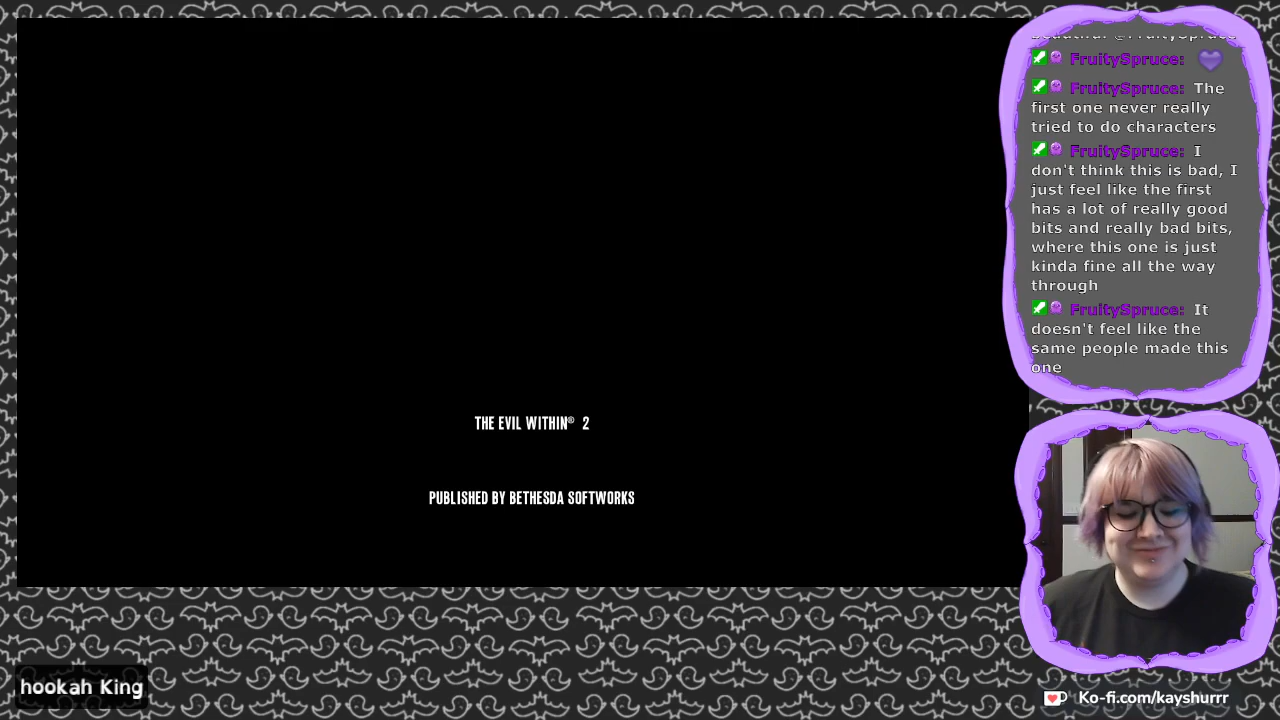 FruitySpruce:
FruitySpruce: The
first one never really
tried to do characters
FruitySpruce: I
don't think this is bad, I
just feel like the first
has a lot of really good
bits and really bad bits,
where this one is just
kinda fine all the way
through
FruitySpruce: It
doesn't feel like the
same people made this
one
THE EVIL WITHIN® 2
PUBLISHED BY BETHESDA SOFTWORKS
hookah King
Ko-fi.com/kayshurrr